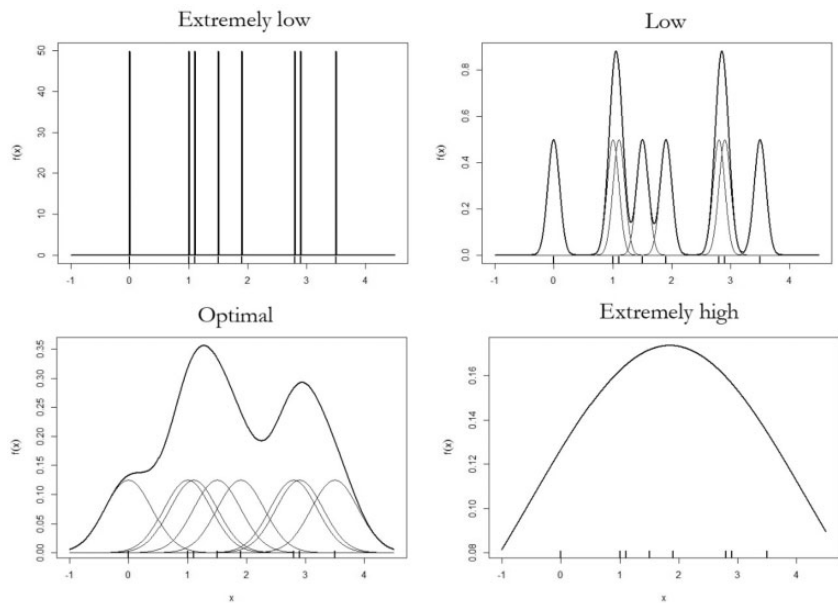 Extremely low
f(x)
50
40
30
20
10
0
-1 0 1 2 3 4
Low
f(x)
0.8
0.6
0.4
0.2
0.0
-1 0 1 2 3 4
Optimal
f(x)
0.35
0.30
0.25
0.20
0.15
0.10
0.05
0.00
-1 0 1 2 3 4
x
Extremely high
f(x)
0.16
0.14
0.12
0.10
0.08
-1 0 1 2 3 4
x